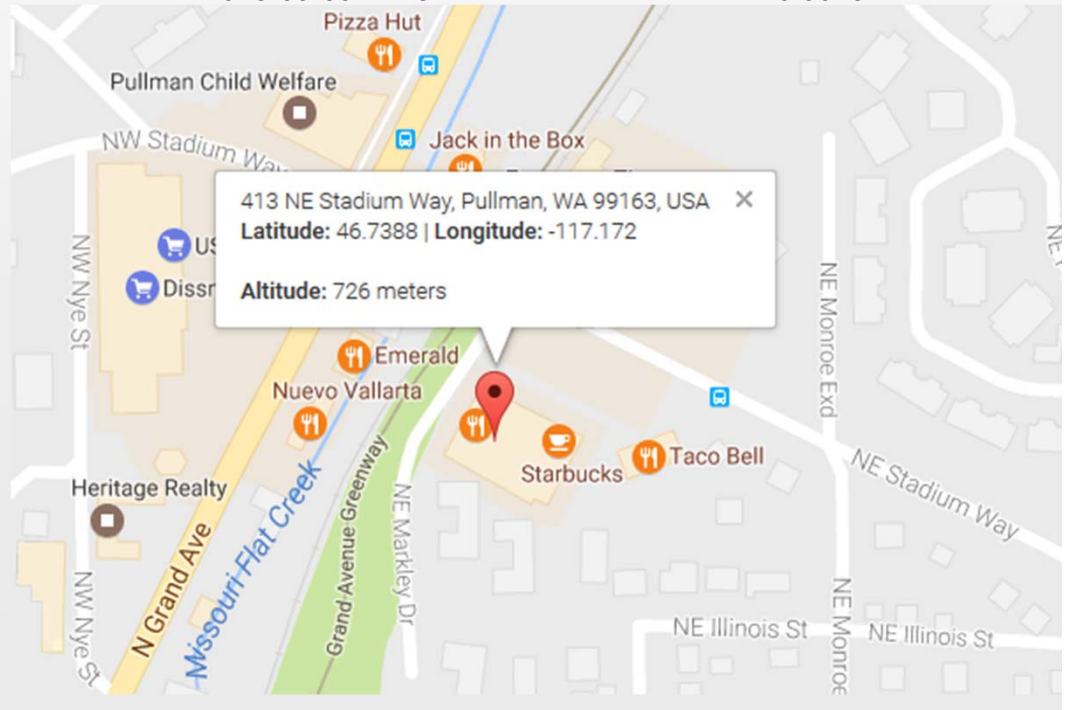 Pizza Hut
Pullman Child Welfare
NW Stadium Way
Jack in the Box
413 NE Stadium Way, Pullman, WA 99163, USA
Latitude: 46.7388 | Longitude: -117.172
Altitude: 726 meters
NW Nye St
NE Monroe
Emerald
Nuevo Vallarta
Starbucks
Taco Bell
NE Stadium Way
Heritage Realty
N Grand Ave
Missouri Flat Creek
Grand Avenue Greenway
NE Markley Dr
NW Nye St
NE Monroe
NE Illinois St
NE Illinois St